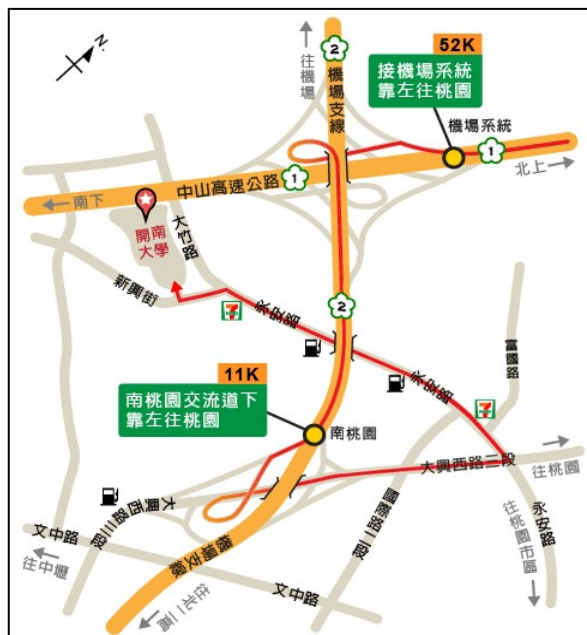 N
往機場
2
機場支線
52K
接機場系統
靠左往桃園
機場系統
1
北上
中山高速公路
1
南下
開南
大學
大竹路
新興街
永安路
2
富國路
永安路
11K
南桃園交流道下
靠左往桃園
南桃園
大興西路二段
往桃園
大興西路三段
國際路二段
永安路
往桃園市區
文中路
往中壢
機場支線
文中路
往北二高